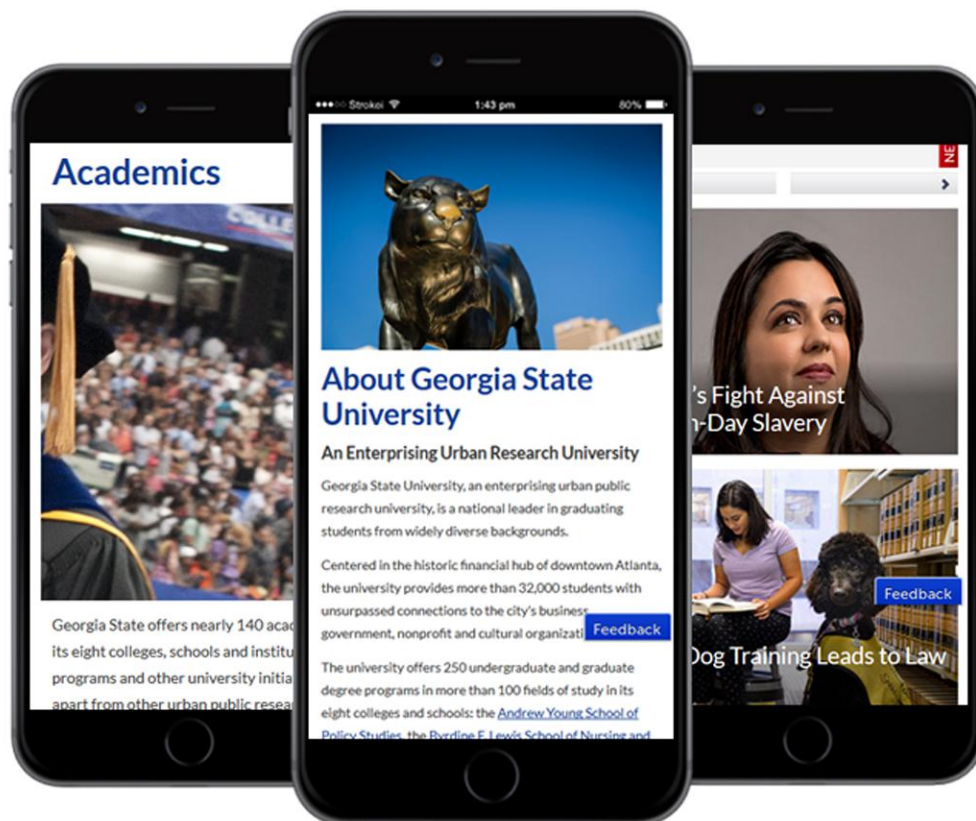 Academics
COLLE
Georgia State offers nearly 140
its eight colleges, schools and
programs and other university
apart from other urban public
Strokoi
1:43 pm
80%
About Georgia State
University
An Enterprising Urban Research University
Georgia State University, an enterprising urban public
research university, is a national leader in graduating
students from widely diverse backgrounds.
Centered in the historic financial hub of downtown Atlanta,
the university provides more than 32,000 students with
unsurpassed connections to the city's business,
government, nonprofit and cultural
Feedback
The university offers 250 undergraduate and graduate
degree programs in more than 100 fields of study in its
eight colleges and schools: the Andrew Young School of
Policy Studies, the Byrdine F. Lewis School of Nursing and
NE
's Fight Against
n-Day Slavery
Feedback
Dog Training Leads to Law